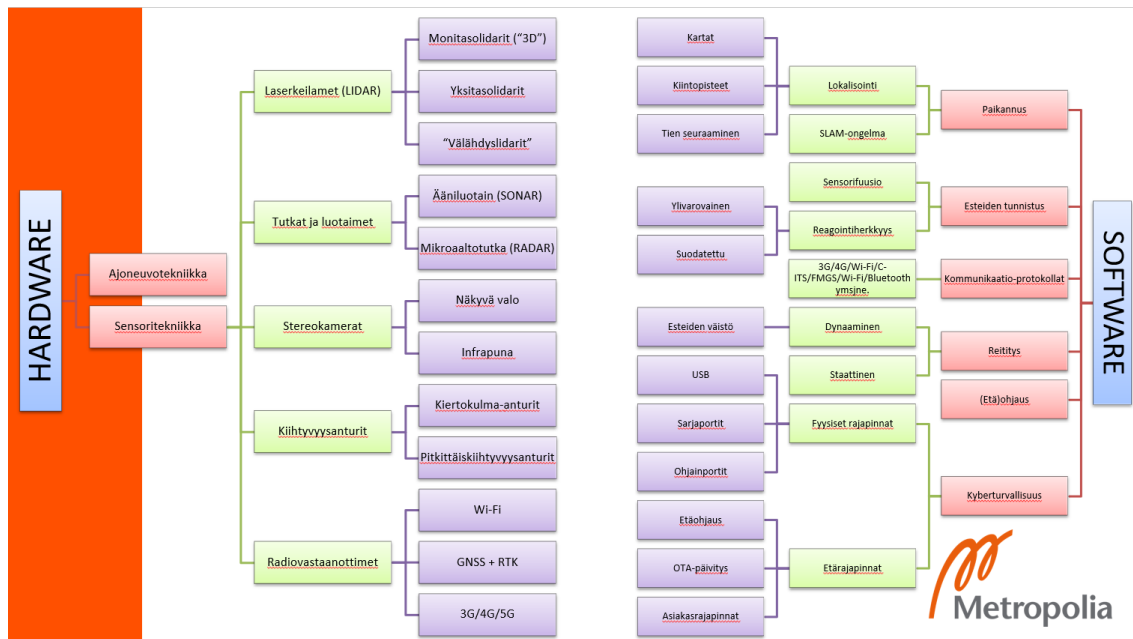 HARDWARE
Ajoneuvotekniikka
Sensoritekniikka
Laserkeilamet (LIDAR)
Monitasolidarit (“3D”)
Yksitasolidarit
“Välähdyslidarit”
Tutkat ja luotaimet
Ääniluotain (SONAR)
Mikroaaltotutka (RADAR)
Stereokamerat
Näkyvä valo
Infrapuna
Kiihtyvyysanturit
Kiertokulma-anturit
Pitkittäiskiihtyvyysanturit
Radiovastaanottimet
Wi-Fi
GNSS + RTK
3G/4G/5G
SOFTWARE
Paikannus
Lokalisointi
Kartat
Kiintopisteet
Tien seuraaminen
SLAM-ongelma
Esteiden tunnistus
Sensorifuusio
Reagointiherkkyys
Ylivarovainen
Suodatettu
Kommunikaatio-protokollat
3G/4G/Wi-Fi/C-
ITS/FMGS/Wi-Fi/Bluetooth
ymsjne.
Reititys
Dynaaminen
Esteiden väistö
Staattinen
(Etä)ohjaus
Kyberturvallisuus
Fyysiset rajapinnat
USB
Sarjaportit
Ohjainportit
Etärajapinnat
Etäohjaus
OTA-päivitys
Asiakasrajapinnat
Metropolia